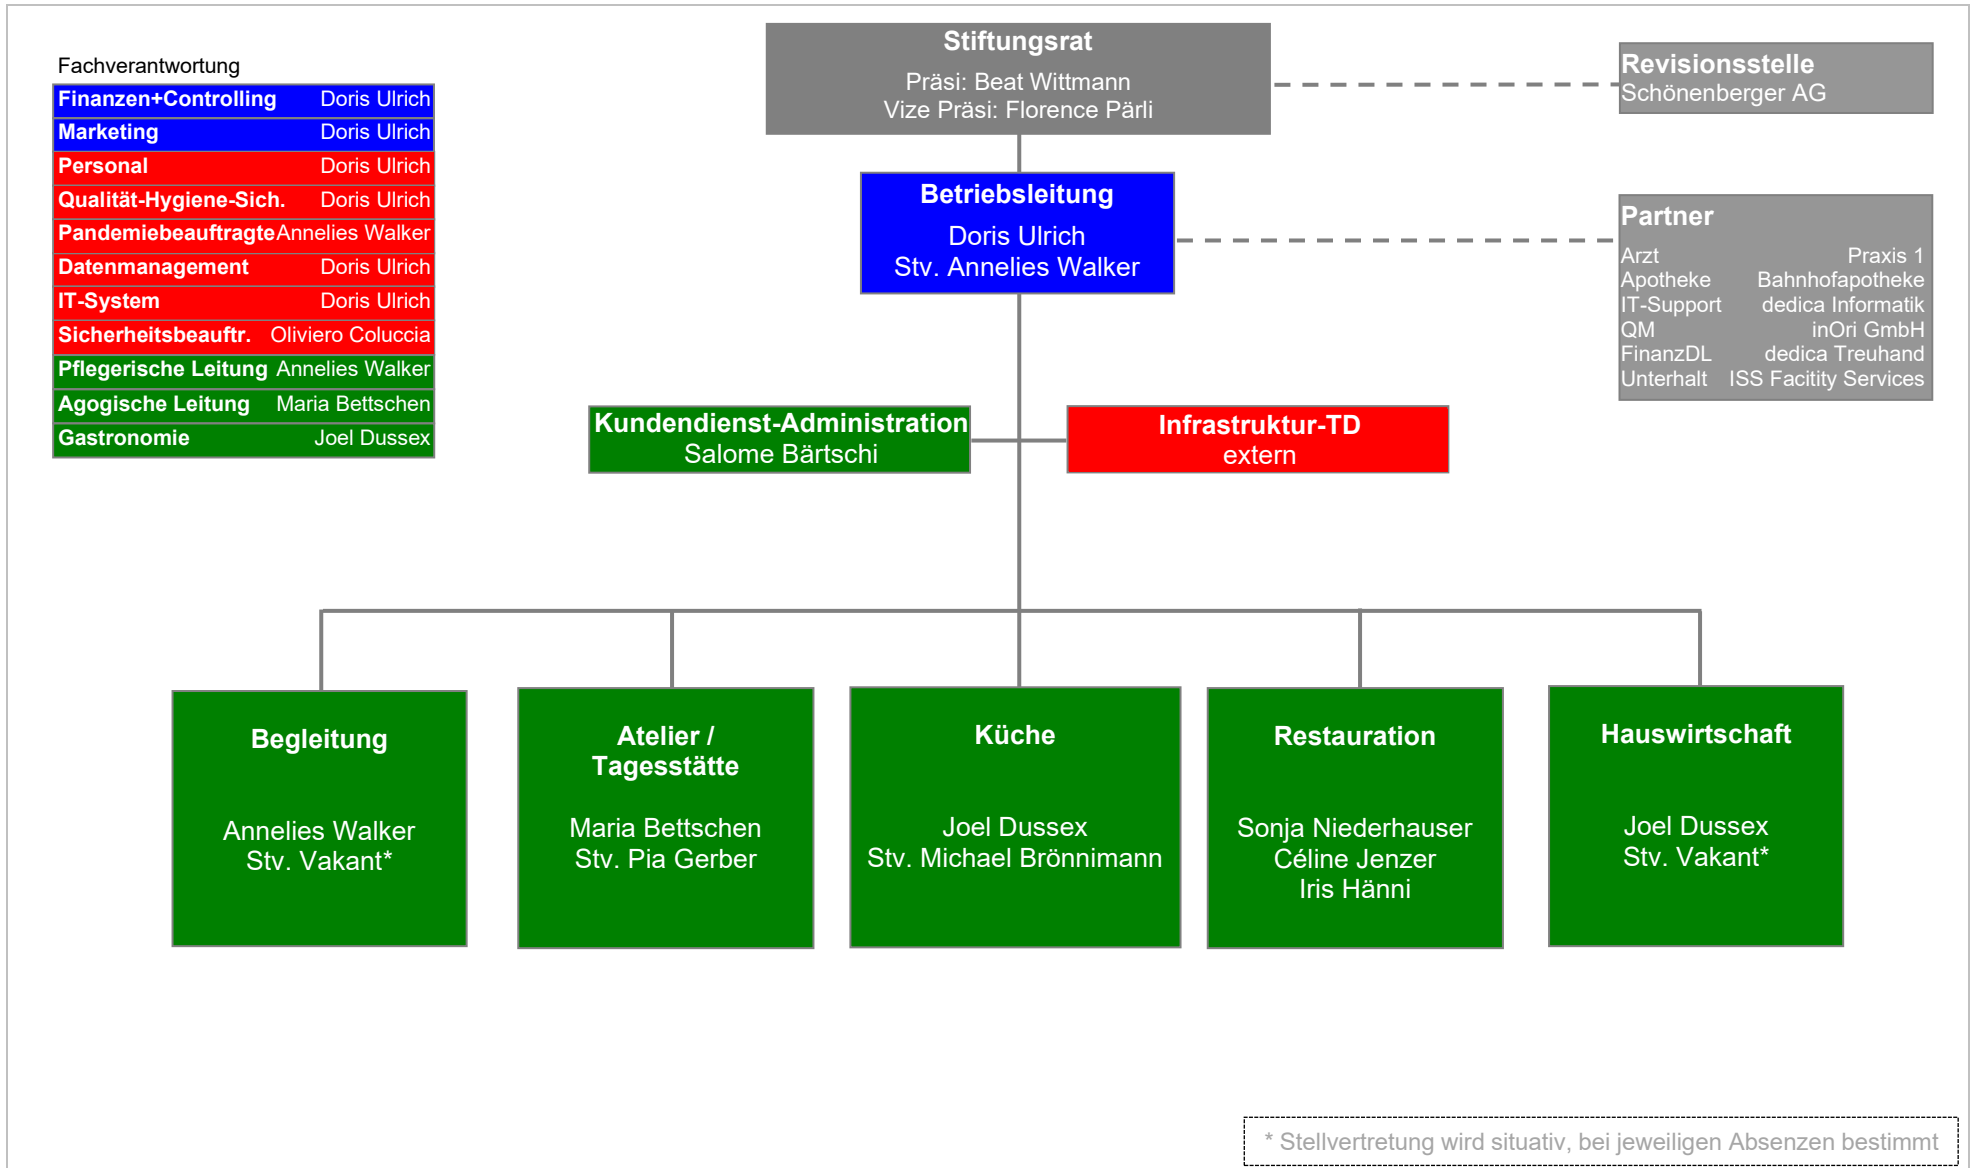 Fachverantwortung
Finanzen+Controlling Doris Ulrich
Marketing Doris Ulrich
Personal Doris Ulrich
Qualität-Hygiene-Sich. Doris Ulrich
Pandemiebeauftragte Annelies Walker
Datenmanagement Doris Ulrich
IT-System Doris Ulrich
Sicherheitsbeauftr. Oliviero Coluccia
Pflegerische Leitung Annelies Walker
Agogische Leitung Maria Bettschen
Gastronomie Joel Dussex
Stiftungsrat
Präsi: Beat Wittmann
Vize Präsi: Florence Pärli
Revisionsstelle
Schönenberger AG
Betriebsleitung
Doris Ulrich
Stv. Annelies Walker
Partner
Arzt Praxis 1
Apotheke Bahnhofapotheke
IT-Support dedica Informatik
QM inOri GmbH
FinanzDL dedica Treuhand
Unterhalt ISS Facitity Services
Kundendienst-Administration
Salome Bärtschi
Infrastruktur-TD
extern
Begleitung
Annelies Walker
Stv. Vakant*
Atelier /
Tagesstätte
Maria Bettschen
Stv. Pia Gerber
Küche
Joel Dussex
Stv. Michael Brönnimann
Restauration
Sonja Niederhauser
Céline Jenzer
Iris Hänni
Hauswirtschaft
Joel Dussex
Stv. Vakant*
* Stellvertretung wird situativ, bei jeweiligen Absenzen bestimmt